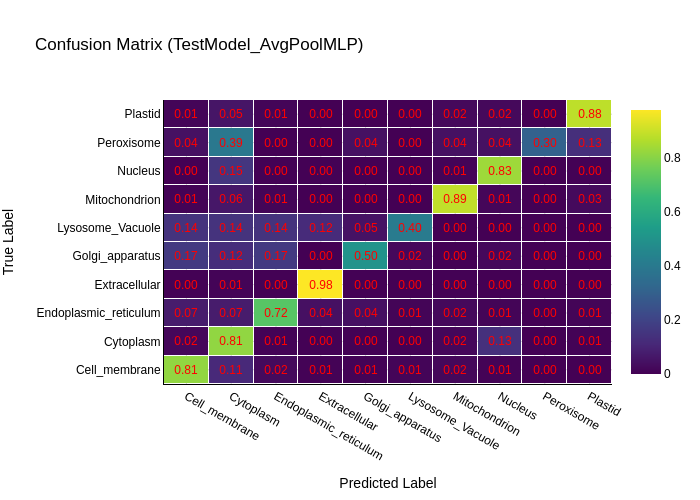 Confusion Matrix (TestModel_AvgPoolMLP)
Plastid 0.01 0.05 0.01 0.00 0.00 0.00 0.02 0.02 0.00 0.88
Peroxisome 0.04 0.39 0.00 0.00 0.04 0.00 0.04 0.04 0.30 0.13
Nucleus 0.00 0.15 0.00 0.00 0.00 0.00 0.01 0.83 0.00 0.00
Mitochondrion 0.01 0.06 0.01 0.00 0.00 0.00 0.89 0.01 0.00 0.03
Lysosome_Vacuole 0.14 0.14 0.14 0.12 0.05 0.40 0.00 0.00 0.00 0.00
Golgi_apparatus 0.17 0.12 0.17 0.00 0.50 0.02 0.00 0.02 0.00 0.00
Extracellular 0.00 0.01 0.00 0.98 0.00 0.00 0.00 0.00 0.00 0.00
Endoplasmic_reticulum 0.07 0.07 0.72 0.04 0.04 0.01 0.02 0.01 0.00 0.01
Cytoplasm 0.02 0.81 0.01 0.00 0.00 0.00 0.02 0.13 0.00 0.01
Cell_membrane 0.81 0.11 0.02 0.01 0.01 0.01 0.02 0.01 0.00 0.00
Cell_membrane Cytoplasm Endoplasmic_reticulum Extracellular Golgi_apparatus Lysosome_Vacuole Mitochondrion Nucleus Peroxisome Plastid
Predicted Label
True Label
0.8
0.6
0.4
0.2
0